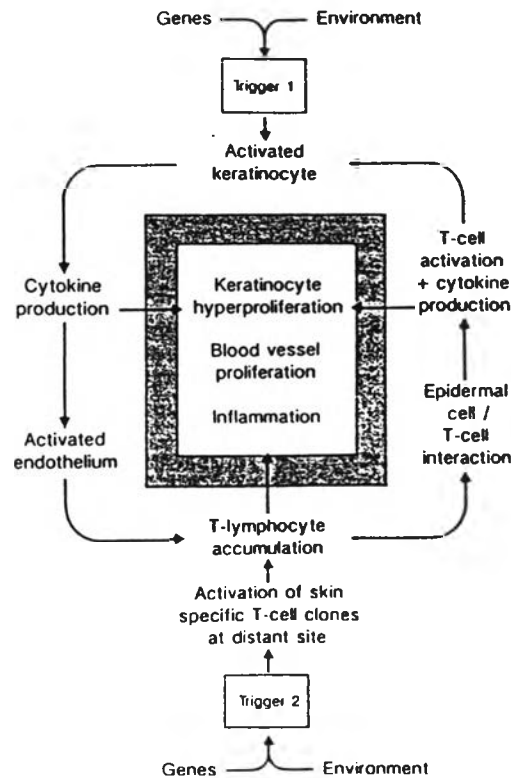 Genes Environment
Trigger 1
Activated
keratinocyte
T-cell
activation
+ cytokine
production
Cytokine
production
Keratinocyte
hyperproliferation
Blood vessel
proliferation
Inflammation
Activated
endothelium
Epidermal
cell /
T-cell
interaction
T-lymphocyte
accumulation
Activation of skin
specific T-cell clones
at distant site
Trigger 2
Genes Environment